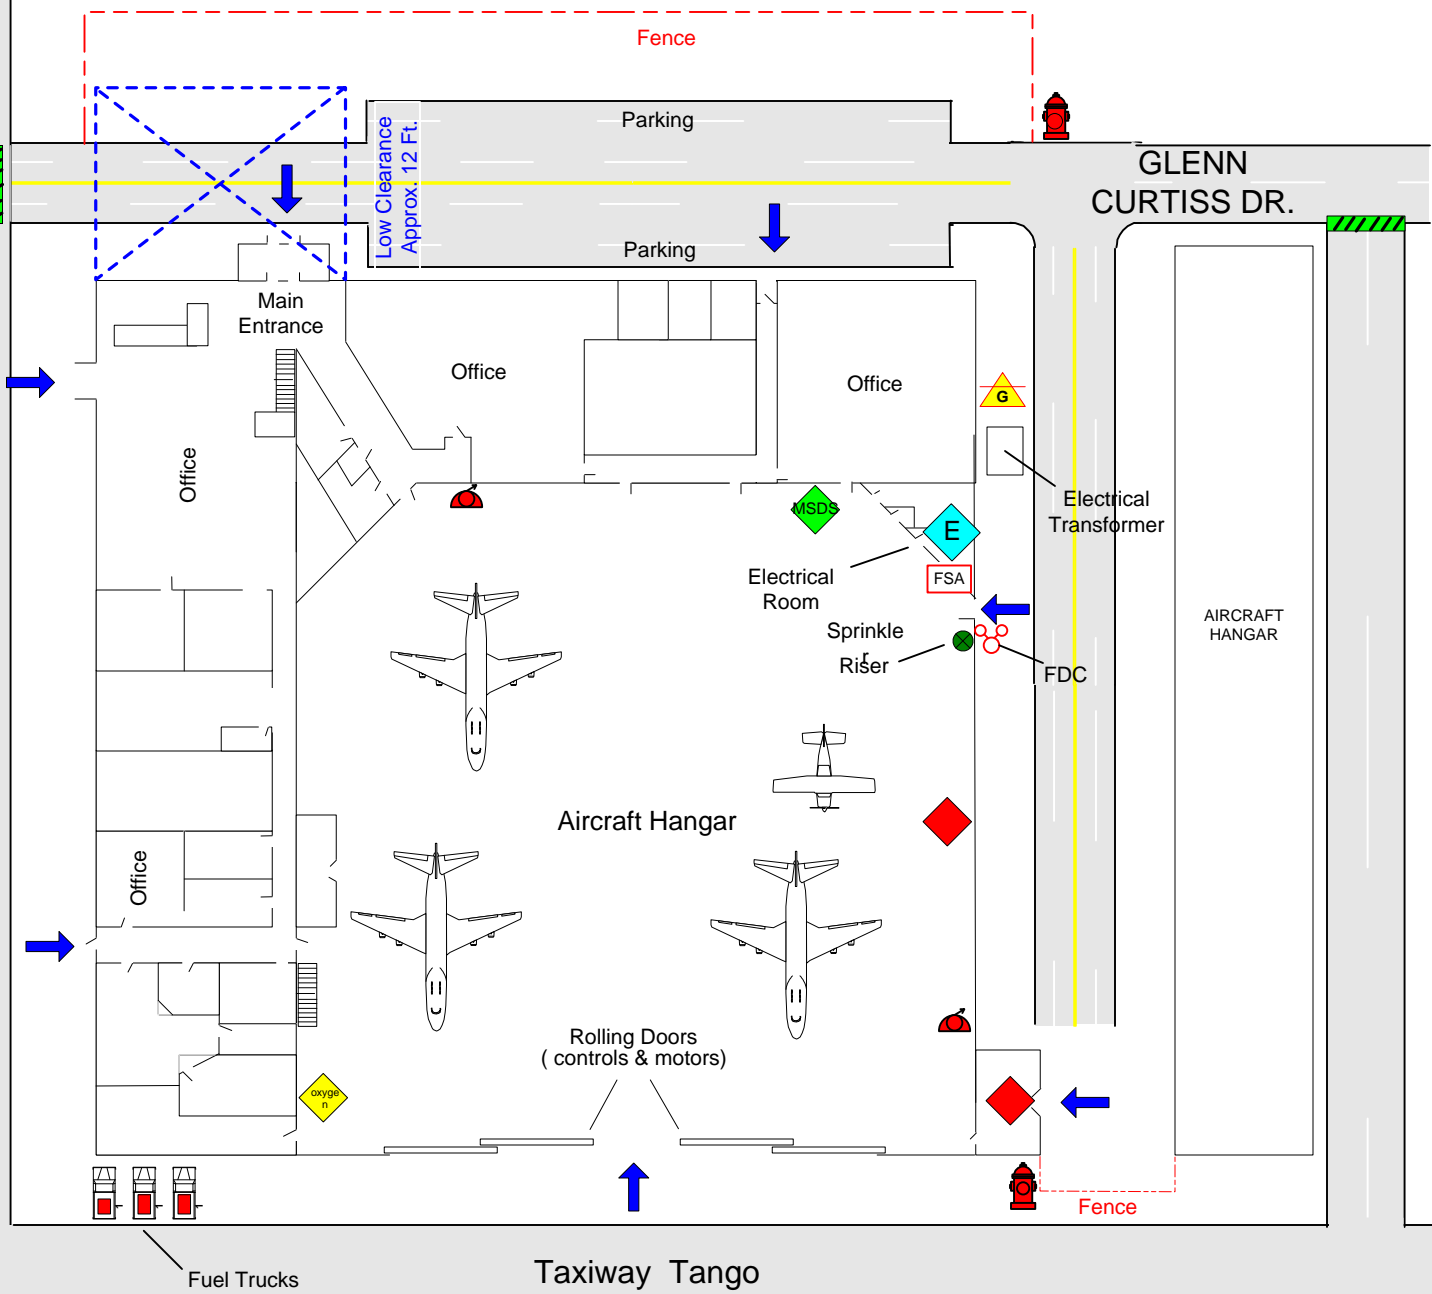 Fence
Parking
Low Clearance
Approx. 12 Ft.
GLENN
CURTISS DR.
Parking
Main
Entrance
Office
Office
G
Office
Electrical
Transformer
MSDS
E
FSA
Electrical
Room
AIRCRAFT
HANGAR
Sprinkle
r
Riser
FDC
Aircraft Hangar
Office
Rolling Doors
( controls & motors)
oxyge
n
Fence
Fuel Trucks
Taxiway Tango